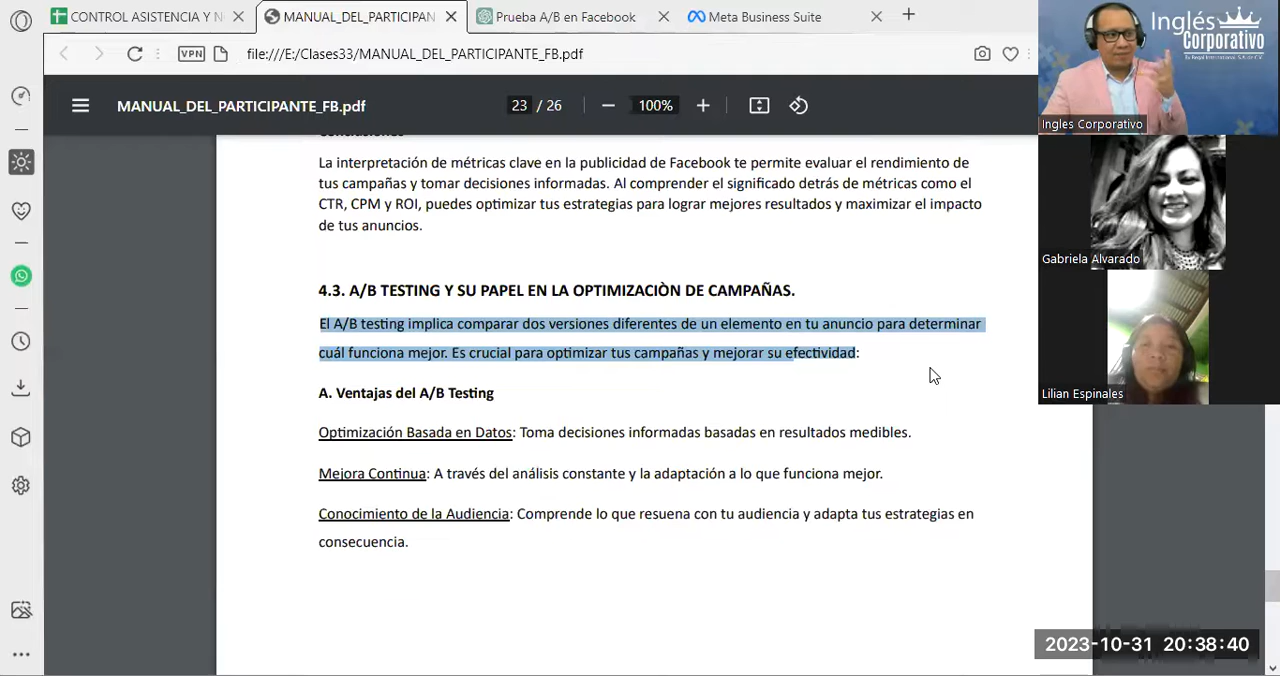 CONTROL ASISTENCIA Y N
MANUAL_DEL_PARTICIPAN
Prueba A/B en Facebook
Meta Business Suite
VPN
file:///E:/Clases33/MANUAL_DEL_PARTICIPANTE_FB.pdf
MANUAL_DEL_PARTICIPANTE_FB.pdf
23 / 26
100%
Conclusiones
La interpretación de métricas clave en la publicidad de Facebook te permite evaluar el rendimiento de
tus campañas y tomar decisiones informadas. Al comprender el significado detrás de métricas como el
CTR, CPM y ROI, puedes optimizar tus estrategias para lograr mejores resultados y maximizar el impacto
de tus anuncios.
4.3. A/B TESTING Y SU PAPEL EN LA OPTIMIZACIÒN DE CAMPAÑAS.
El A/B testing implica comparar dos versiones diferentes de un elemento en tu anuncio para determinar
cuál funciona mejor. Es crucial para optimizar tus campañas y mejorar su efectividad:
A. Ventajas del A/B Testing
Optimización Basada en Datos: Toma decisiones informadas basadas en resultados medibles.
Mejora Continua: A través del análisis constante y la adaptación a lo que funciona mejor.
Conocimiento de la Audiencia: Comprende lo que resuena con tu audiencia y adapta tus estrategias en
consecuencia.
Inglés
Corporativo
Ingles Corporativo
Gabriela Alvarado
Lilian Espinales
2023-10-31 20:38:40